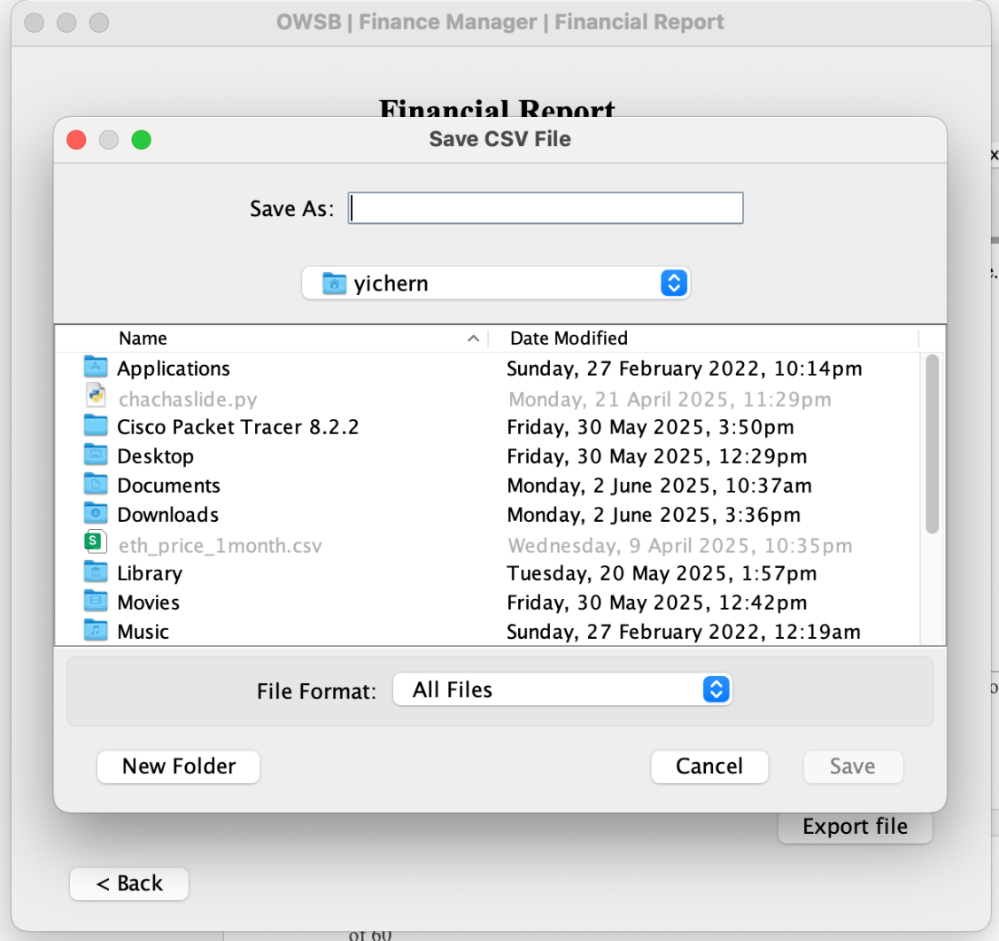 OWSB | Finance Manager | Financial Report
Financial Report
Save CSV File
Save As:
yichern
Name Date Modified
Applications Sunday, 27 February 2022, 10:14pm
chachaslide.py Monday, 21 April 2025, 11:29pm
Cisco Packet Tracer 8.2.2 Friday, 30 May 2025, 3:50pm
Desktop Friday, 30 May 2025, 12:29pm
Documents Monday, 2 June 2025, 10:37am
Downloads Monday, 2 June 2025, 3:36pm
S
eth_price_1month.csv Wednesday, 9 April 2025, 10:35pm
Library Tuesday, 20 May 2025, 1:57pm
Movies Friday, 30 May 2025, 12:42pm
Music Sunday, 27 February 2022, 12:19am
File Format: All Files
New Folder Cancel Save
Export file
< Back
of 60